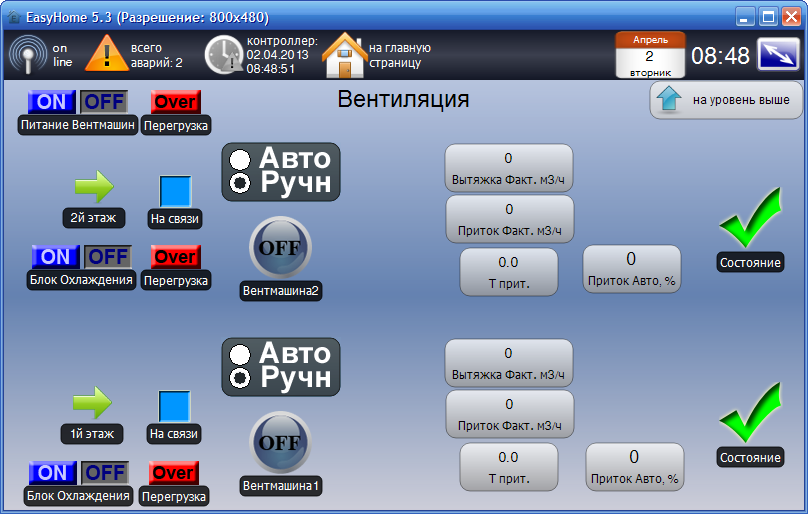 EasyHome 5.3 (Разрешение: 800x480)
on
line
всего
аварий: 2
контроллер:
02.04.2013
08:48:51
на главную
страницу
Апрель
2
вторник
08:48
ON OFF
Over
Питание Вентмашин
Перегрузка
Вентиляция
на уровень выше
Авто
Ручн
2й этаж
На связи
OFF
Вентмашина2
ON OFF
Over
Блок Охлаждения
Перегрузка
0
Вытяжка Факт. м3/ч
0
Приток Факт. м3/ч
0.0
Т прит.
0
Приток Авто, %
Состояние
Авто
Ручн
1й этаж
На связи
OFF
Вентмашина1
ON OFF
Over
Блок Охлаждения
Перегрузка
0
Вытяжка Факт. м3/ч
0
Приток Факт. м3/ч
0.0
Т прит.
0
Приток Авто, %
Состояние